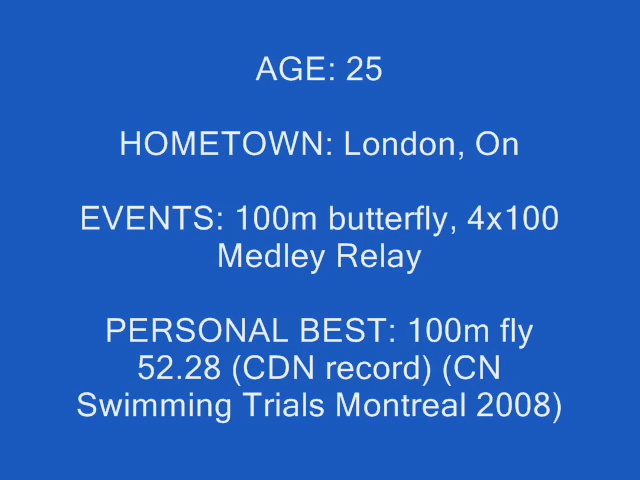 AGE: 25
HOMETOWN: London, On
EVENTS: 100m butterfly, 4x100
Medley Relay
PERSONAL BEST: 100m fly
52.28 (CDN record) (CN
Swimming Trials Montreal 2008)